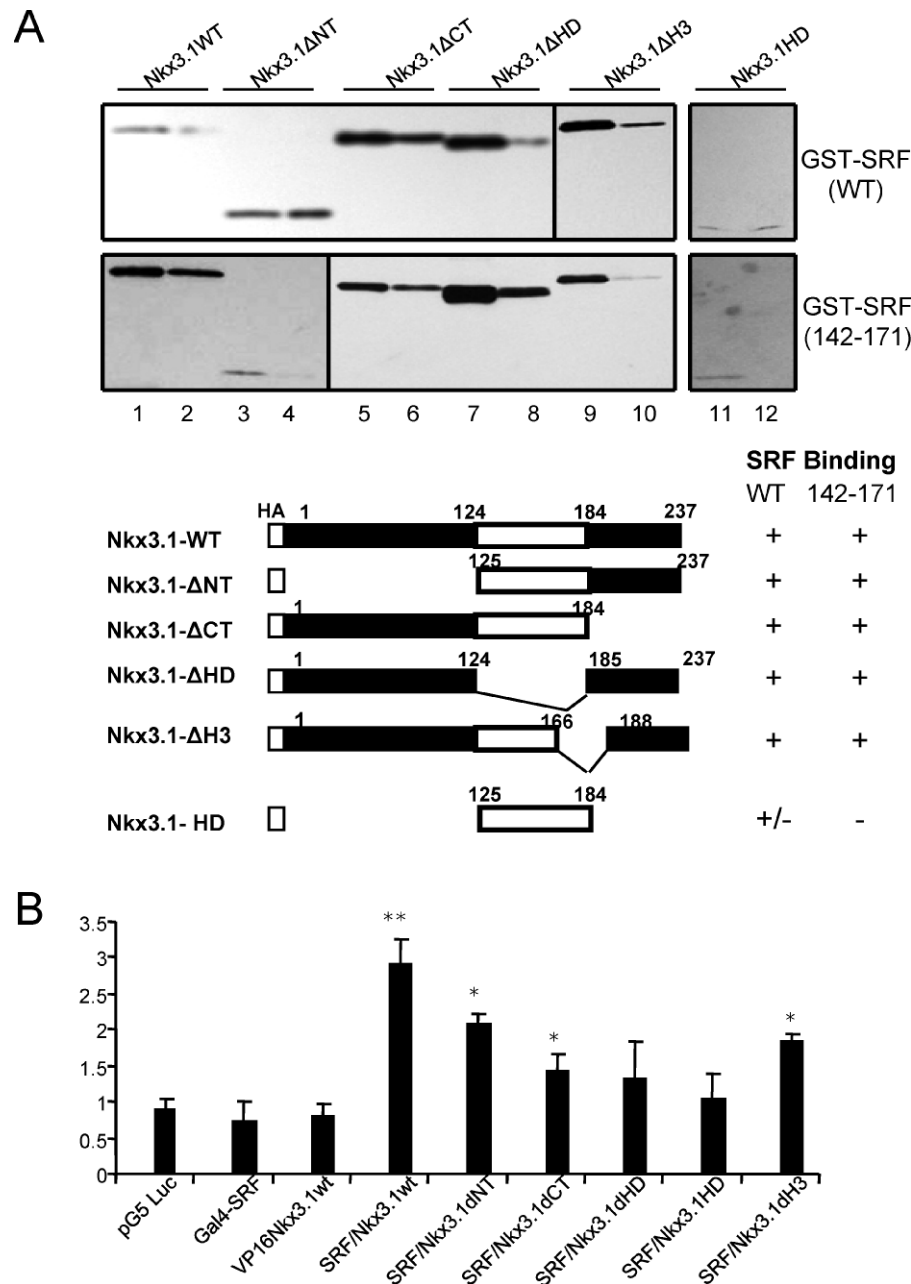 A
Nkx3.1WT Nkx3.1ΔNT Nkx3.1ΔCT Nkx3.1ΔHD Nkx3.1ΔH3 Nkx3.1HD
GST-SRF
(WT)
GST-SRF
(142-171)
1 2 3 4 5 6 7 8 9 10 11 12
SRF Binding
WT 142-171
HA 1 124 184 237
Nkx3.1-WT + +
125 237
Nkx3.1-ΔNT + +
1 184
Nkx3.1-ΔCT + +
1 124 185 237
Nkx3.1-ΔHD + +
1 166 188
Nkx3.1-ΔH3 + +
125 184
Nkx3.1- HD +/- -
B
3.5
3
2.5
2
1.5
1
0.5
0
** * * *
pG5 Luc
Gal4-SRF
VP16Nkx3.1wt
SRF/Nkx3.1wt
SRF/Nkx3.1dNT
SRF/Nkx3.1dCT
SRF/Nkx3.1dHD
SRF/Nkx3.1HD
SRF/Nkx3.1dH3